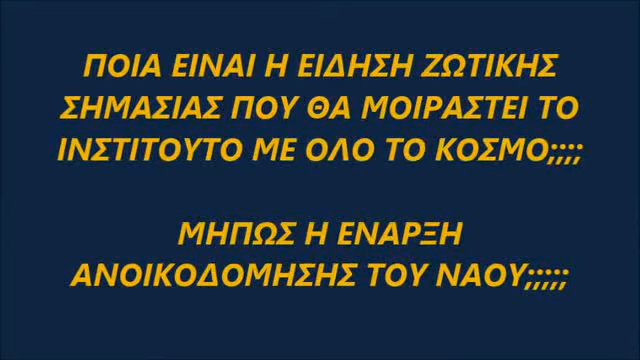 ΠΟΙΑ ΕΙΝΑΙ Η ΕΙΔΗΣΗ ΖΩΤΙΚΗΣ
ΣΗΜΑΣΙΑΣ ΠΟΥ ΘΑ ΜΟΙΡΑΣΤΕΙ ΤΟ
ΙΝΣΤΙΤΟΥΤΟ ΜΕ ΟΛΟ ΤΟ ΚΟΣΜΟ;;;;
ΜΗΠΩΣ Η ΕΝΑΡΞΗ
ΑΝΟΙΚΟΔΟΜΗΣΗΣ ΤΟΥ ΝΑΟΥ;;;;;